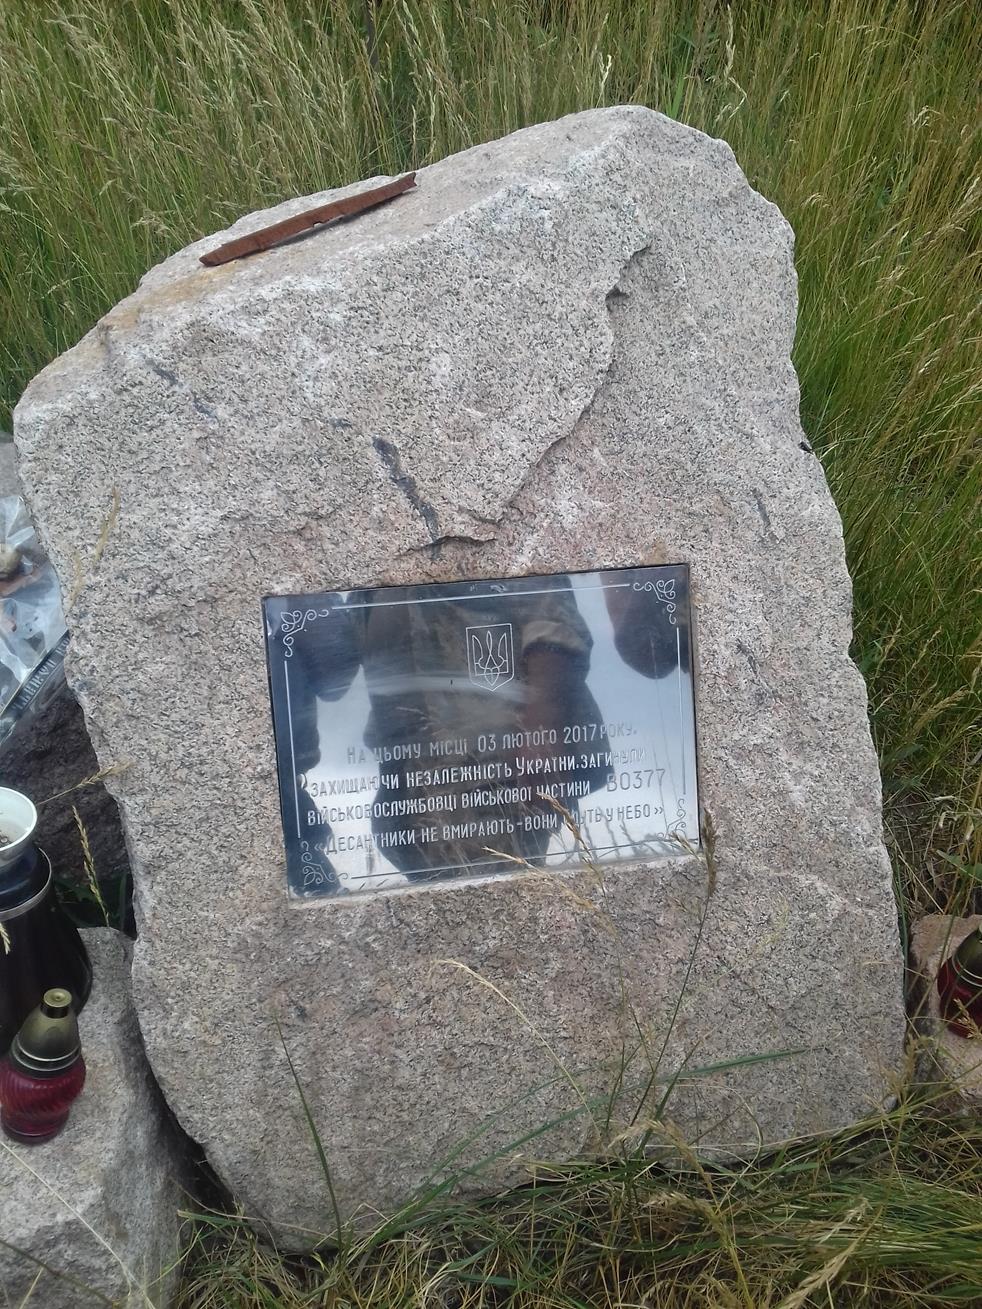 На цьому місці 03 лютого 2017 року,
захищаючи незалежність України, загинули
військовослужбовці військової частини В0377
«Десантники не вмирають - вони йдуть у небо»